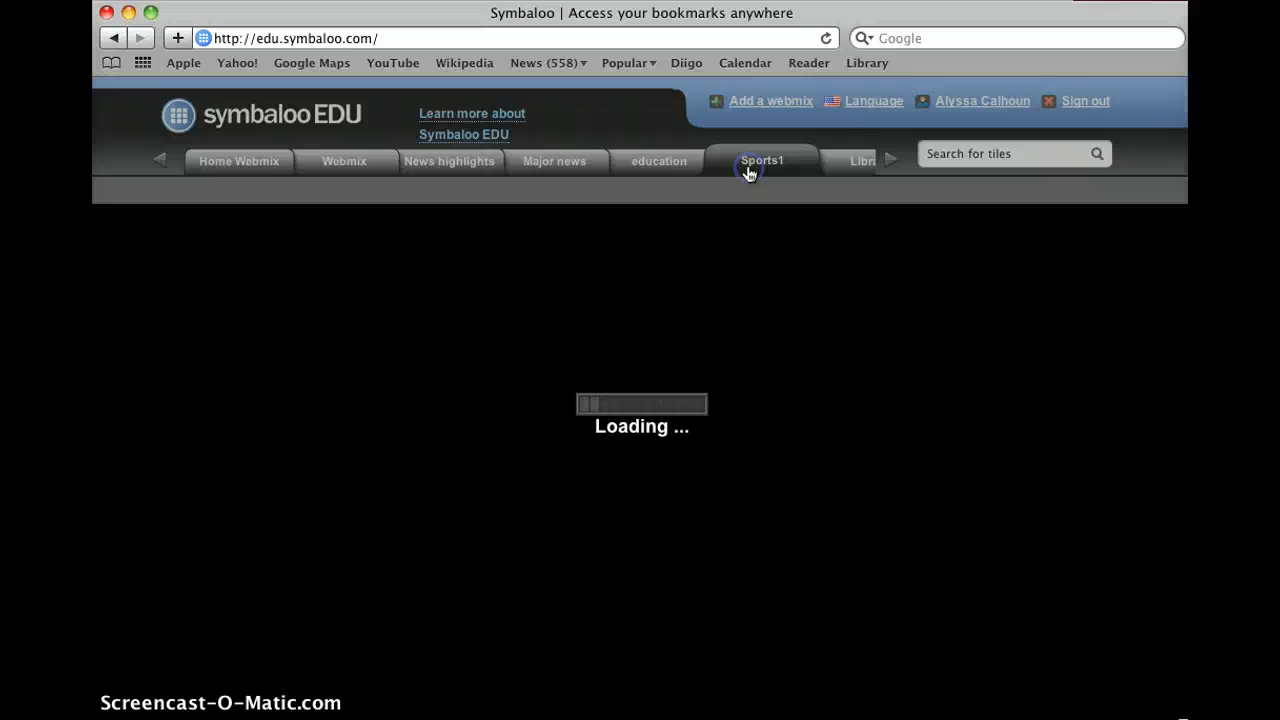 Symbaloo | Access your bookmarks anywhere
http://edu.symbaloo.com/
Google
Apple Yahoo! Google Maps YouTube Wikipedia News (558) Popular Diigo Calendar Reader Library
symbaloo EDU
Learn more about
Symbaloo EDU
Add a webmix Language Alyssa Calhoun Sign out
Home Webmix Webmix News highlights Major news education Sports1 Libra
Search for tiles
Loading ...
Screencast-O-Matic.com